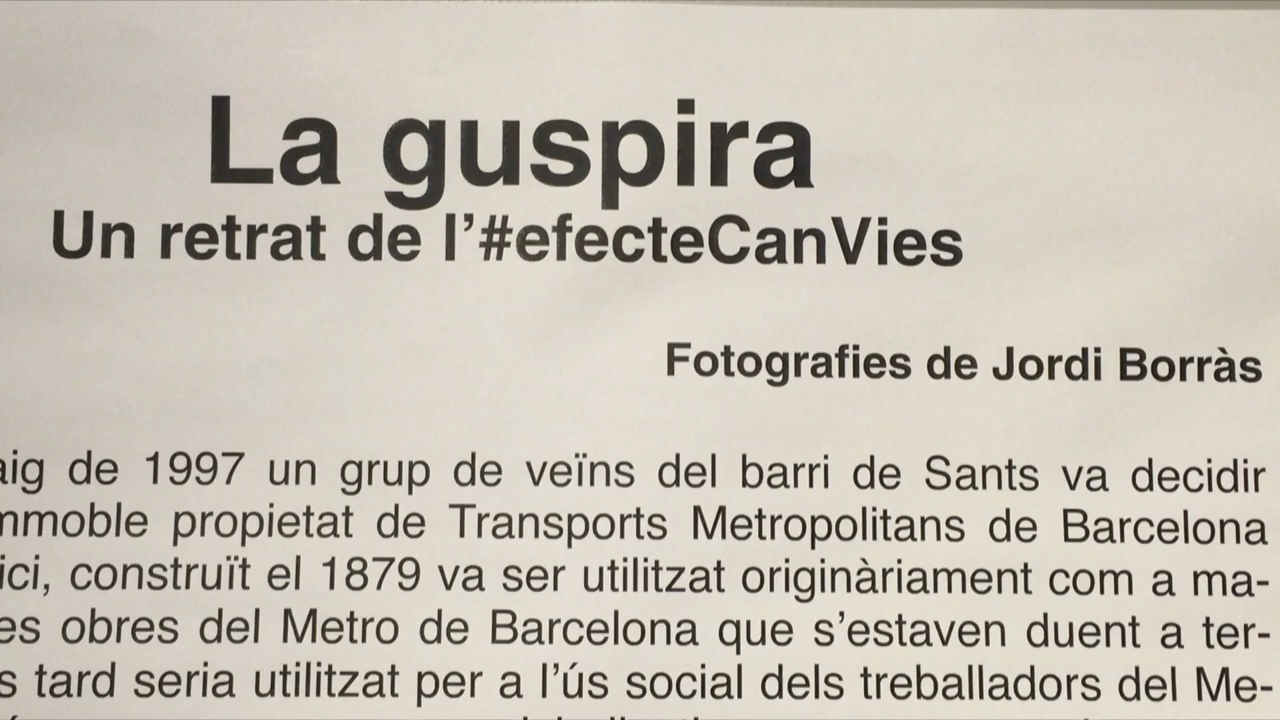 La guspira
Un retrat de l'#efecteCanVies
Fotografies de Jordi Borràs
aig de 1997 un grup de veïns del barri de Sants va decidir
mmoble propietat de Transports Metropolitans de Barcelona
ici, construït el 1879 va ser utilitzat originàriament com a ma-
es obres del Metro de Barcelona que s'estaven duent a ter-
s tard seria utilitzat per a l'ús social dels treballadors del Me-